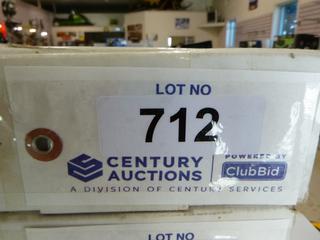 LOT NO
712
CENTURY
AUCTIONS
POWERED BY
ClubBid
A DIVISION OF CENTURY SERVICES
LOT NO